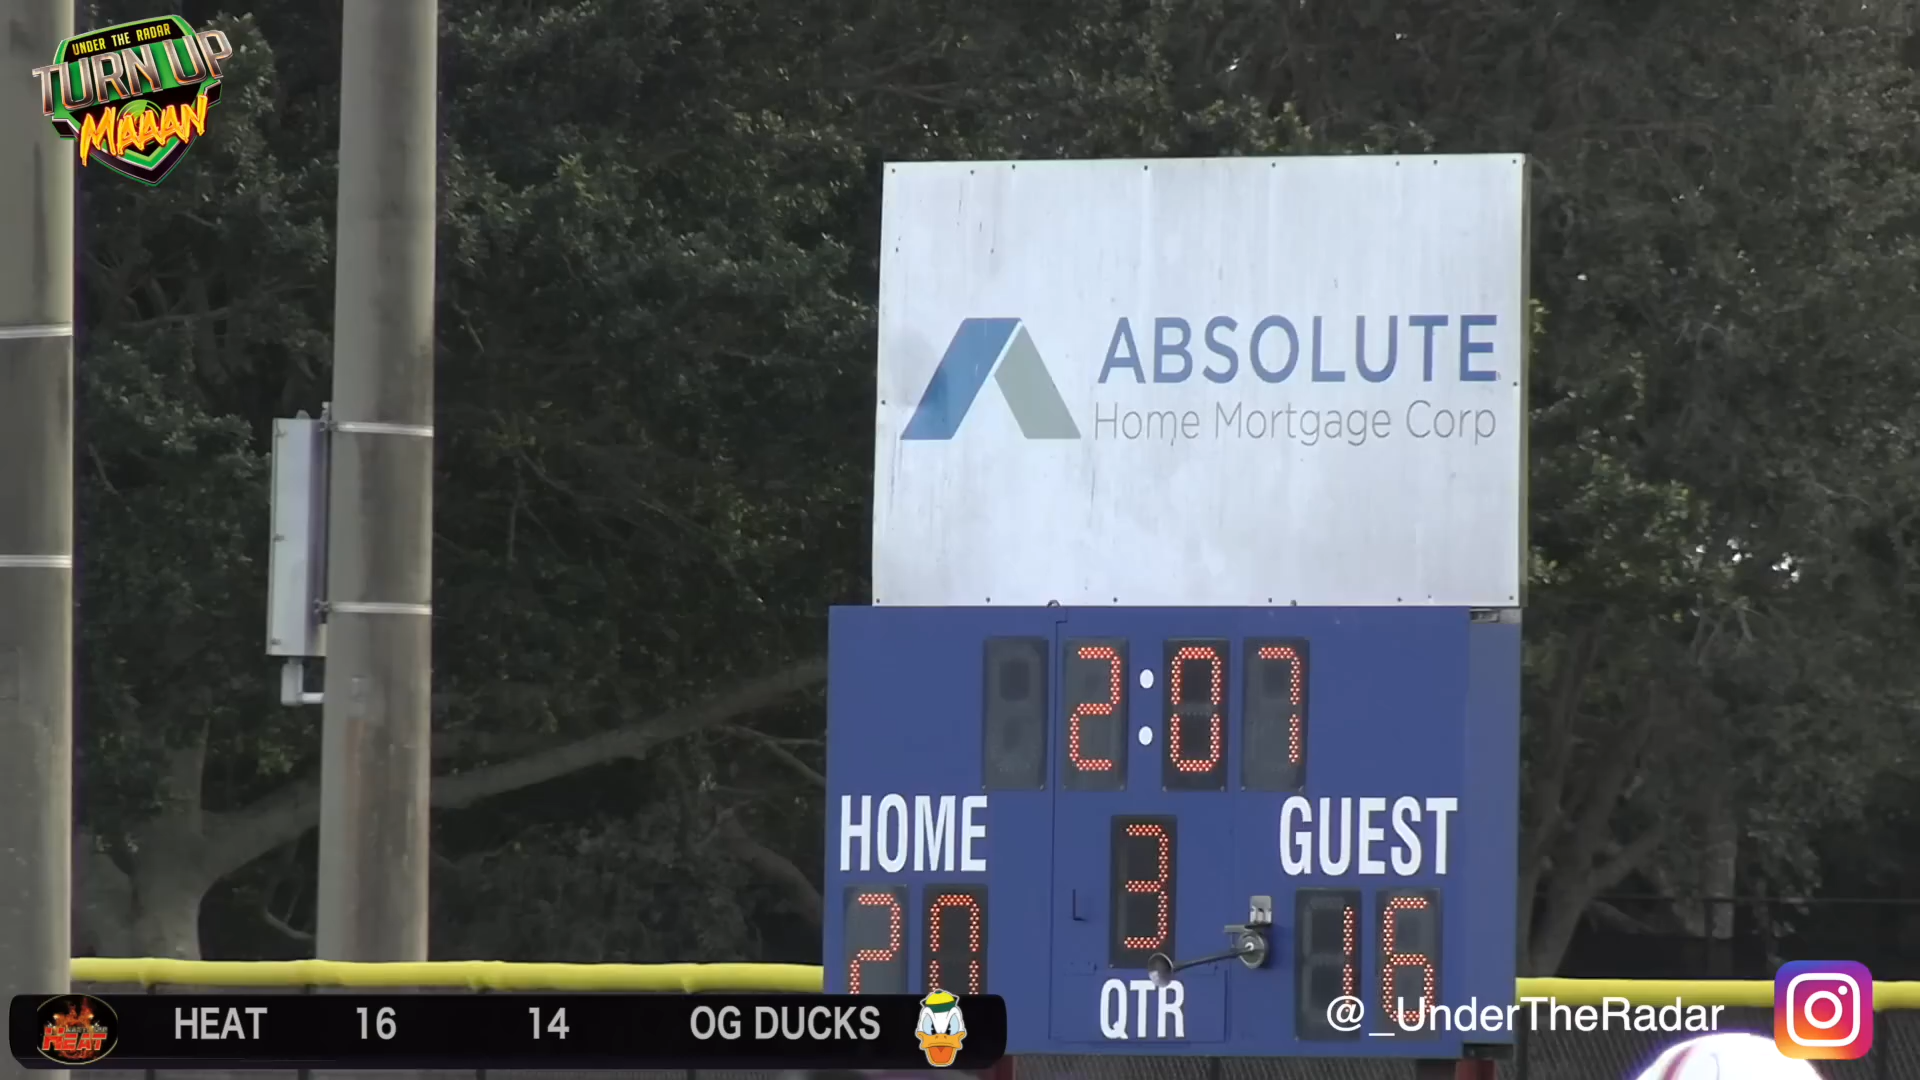 UNDER THE RADAR
TURN UP
MAAAN
ABSOLUTE
Home Mortgage Corp
2:07
HOME
GUEST
3
20
16
QTR
HEAT 16 14 OG DUCKS
HEAT
@_UnderTheRadar